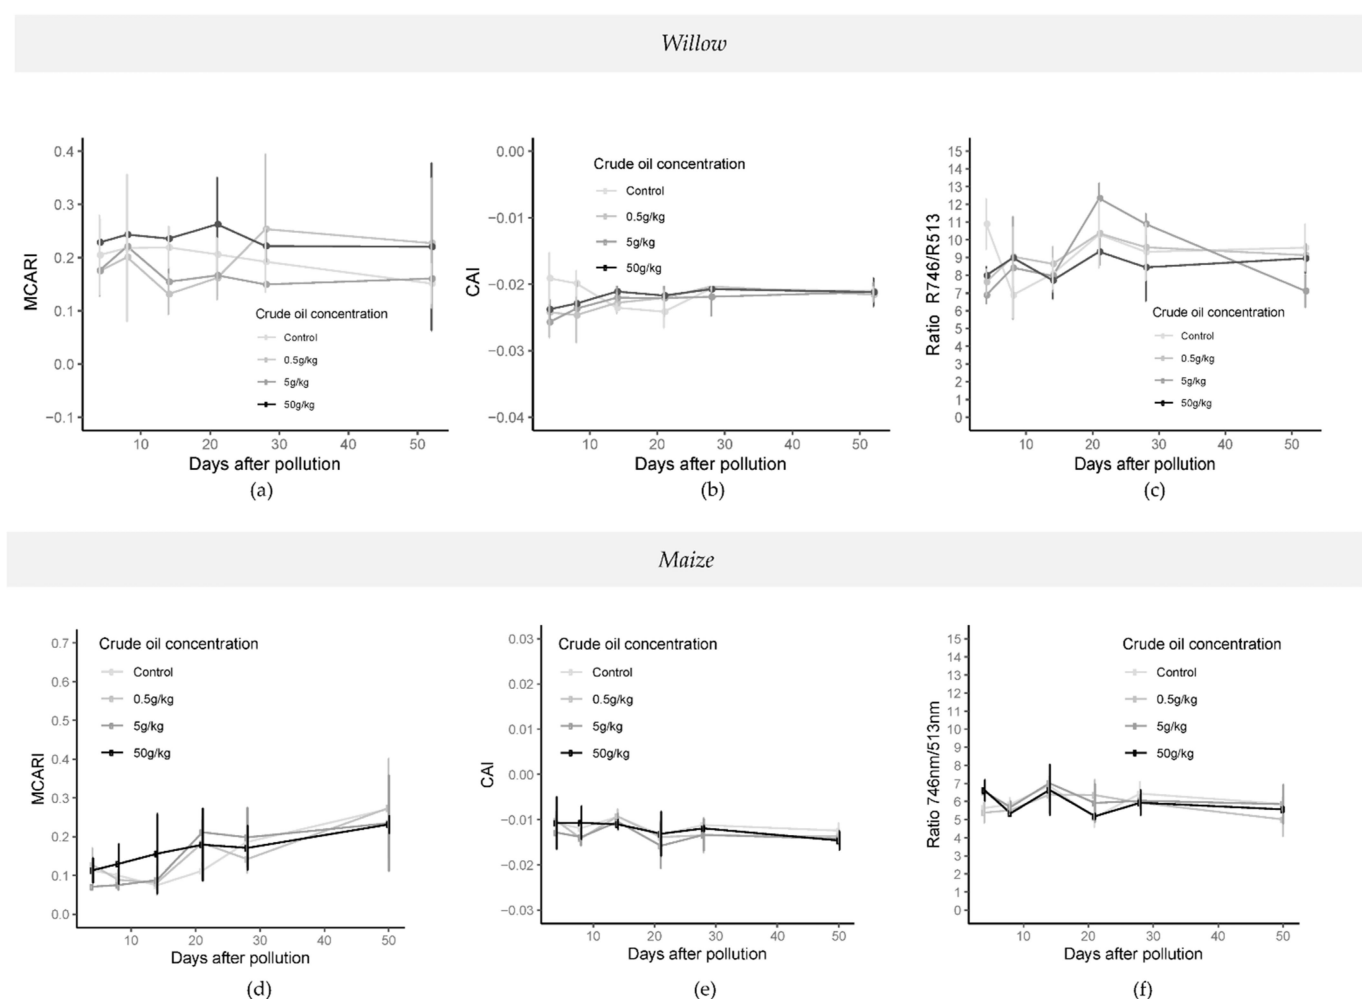 Willow
MCARI
0.4
0.3
0.2
0.1
0.0
−0.1
Crude oil concentration
Control
0.5g/kg
5g/kg
50g/kg
10 20 30 40 50
Days after pollution
(a)
CAI
0.00
−0.01
−0.02
−0.03
−0.04
Crude oil concentration
Control
0.5g/kg
5g/kg
50g/kg
10 20 30 40 50
Days after pollution
(b)
Ratio R746/R513
15
14
13
12
11
10
9
8
7
6
5
4
3
2
1
0
Crude oil concentration
Control
0.5g/kg
5g/kg
50g/kg
10 20 30 40 50
Days after pollution
(c)
Maize
MCARI
0.7
0.6
0.5
0.4
0.3
0.2
0.1
0.0
Crude oil concentration
Control
0.5g/kg
5g/kg
50g/kg
10 20 30 40 50
Days after pollution
(d)
CAI
0.03
0.02
0.01
0.00
−0.01
−0.02
−0.03
Crude oil concentration
Control
0.5g/kg
5g/kg
50g/kg
10 20 30 40 50
Days after pollution
(e)
Ratio 746nm/513nm
15
14
13
12
11
10
9
8
7
6
5
4
3
2
1
0
Crude oil concentration
Control
0.5g/kg
5g/kg
50g/kg
10 20 30 40 50
Days after pollution
(f)